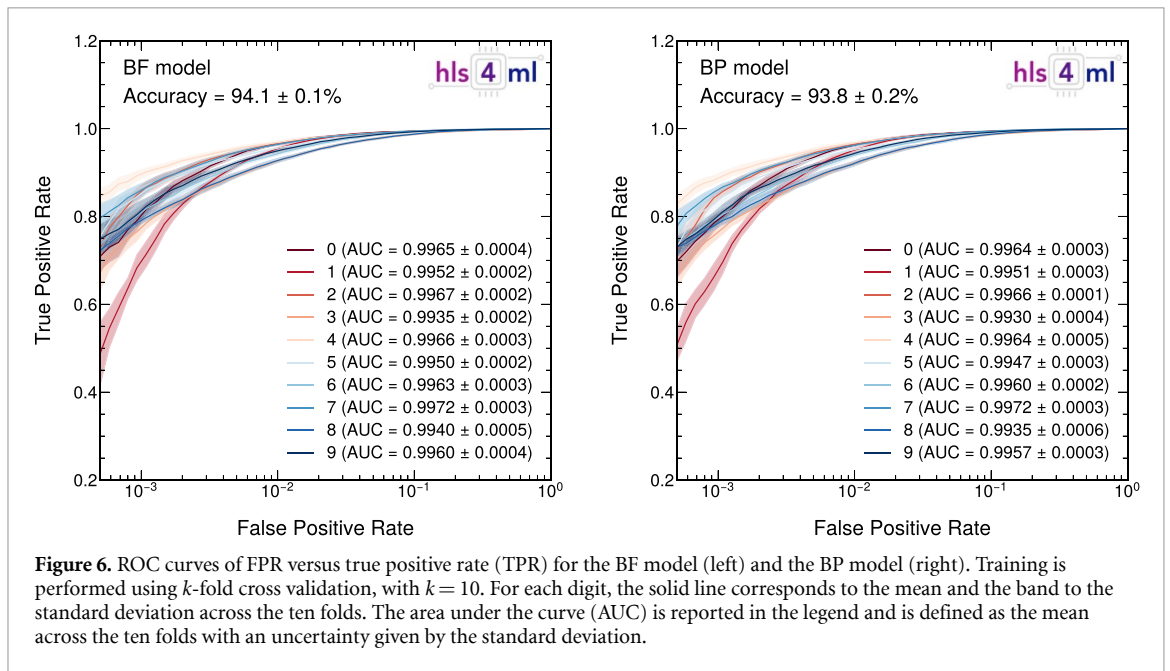 1.2
1.0
0.8
0.6
0.4
0.2
True Positive Rate
BF model
Accuracy = 94.1 ± 0.1%
hls 4 ml
0 (AUC = 0.9965 ± 0.0004)
1 (AUC = 0.9952 ± 0.0002)
2 (AUC = 0.9967 ± 0.0002)
3 (AUC = 0.9935 ± 0.0002)
4 (AUC = 0.9966 ± 0.0003)
5 (AUC = 0.9950 ± 0.0002)
6 (AUC = 0.9963 ± 0.0003)
7 (AUC = 0.9972 ± 0.0003)
8 (AUC = 0.9940 ± 0.0005)
9 (AUC = 0.9960 ± 0.0004)
10⁻³ 10⁻² 10⁻¹ 10⁰
False Positive Rate
1.2
1.0
0.8
0.6
0.4
0.2
True Positive Rate
BP model
Accuracy = 93.8 ± 0.2%
hls 4 ml
0 (AUC = 0.9964 ± 0.0003)
1 (AUC = 0.9951 ± 0.0003)
2 (AUC = 0.9966 ± 0.0001)
3 (AUC = 0.9930 ± 0.0004)
4 (AUC = 0.9964 ± 0.0005)
5 (AUC = 0.9947 ± 0.0003)
6 (AUC = 0.9960 ± 0.0002)
7 (AUC = 0.9972 ± 0.0003)
8 (AUC = 0.9935 ± 0.0006)
9 (AUC = 0.9957 ± 0.0003)
10⁻³ 10⁻² 10⁻¹ 10⁰
False Positive Rate
Figure 6. ROC curves of FPR versus true positive rate (TPR) for the BF model (left) and the BP model (right). Training is
performed using k-fold cross validation, with k = 10. For each digit, the solid line corresponds to the mean and the band to the
standard deviation across the ten folds. The area under the curve (AUC) is reported in the legend and is defined as the mean
across the ten folds with an uncertainty given by the standard deviation.